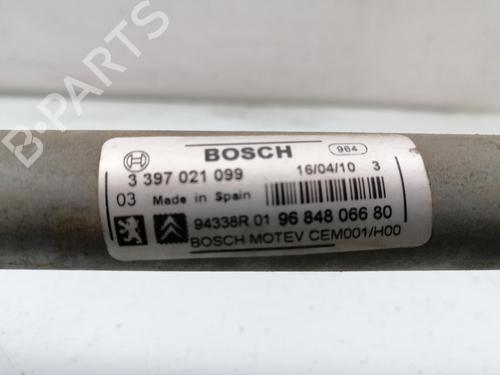 B-PARTS
BOSCH 964
3 397 021 099 16/04/10 3
03 Made in Spain
94338R 01 96 848 066 80
BOSCH MOTEV CEM001/H00